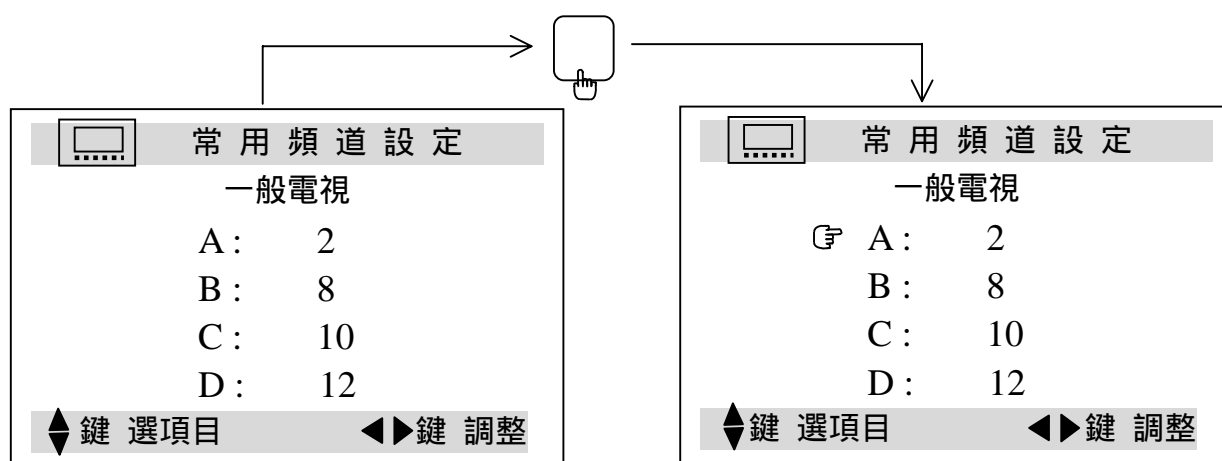 常用頻道設定
一般電視
A : 2
B : 8
C : 10
D : 12
鍵 選項目 ◀▶鍵 調整
常用頻道設定
一般電視
☞ A : 2
B : 8
C : 10
D : 12
鍵 選項目 ◀▶鍵 調整